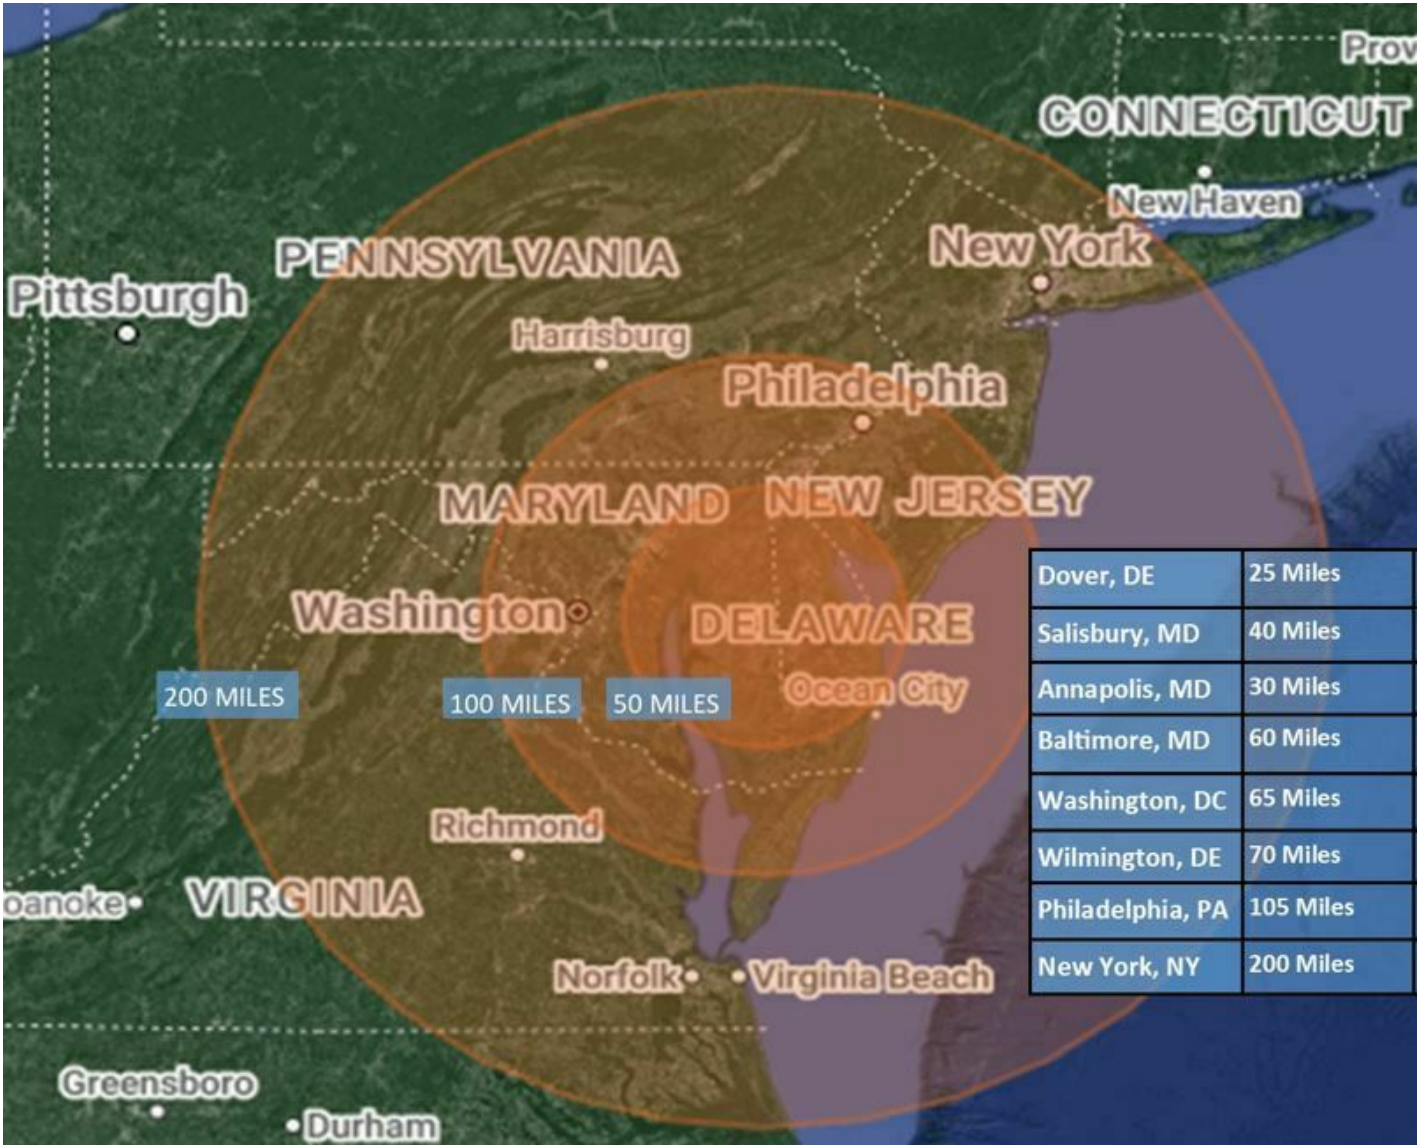 Prov
CONNECTICUT
New Haven
New York
PENNSYLVANIA
Pittsburgh
Harrisburg
Philadelphia
MARYLAND
NEW JERSEY
Washington
DELAWARE
Ocean City
200 MILES
100 MILES
50 MILES
Richmond
oanoke
VIRGINIA
Norfolk
Virginia Beach
Greensboro
Durham
Dover, DE 25 Miles
Salisbury, MD 40 Miles
Annapolis, MD 30 Miles
Baltimore, MD 60 Miles
Washington, DC 65 Miles
Wilmington, DE 70 Miles
Philadelphia, PA 105 Miles
New York, NY 200 Miles